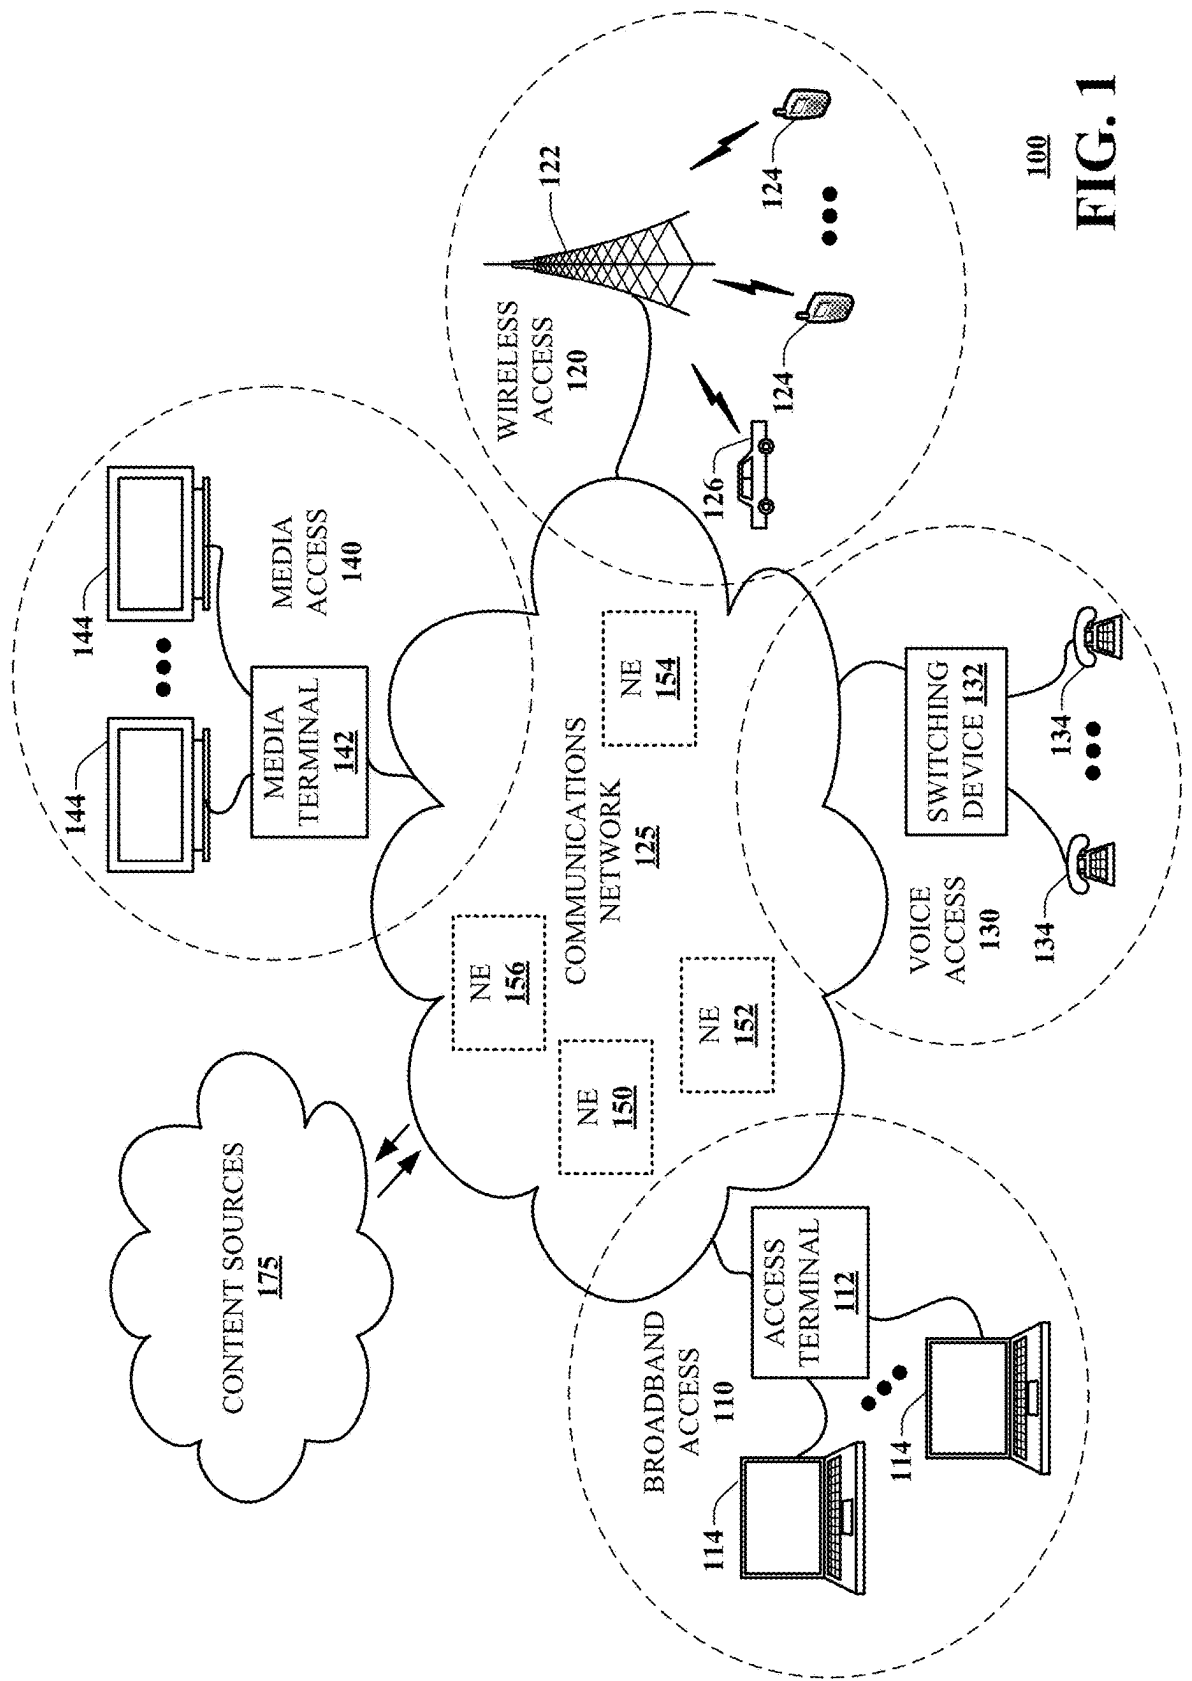 CONTENT SOURCES
175
144
144
MEDIA
TERMINAL
142
MEDIA
ACCESS
140
WIRELESS
ACCESS
120
122
NE
156
COMMUNICATIONS
NETWORK
125
NE
150
NE
154
NE
152
BROADBAND
ACCESS
110
ACCESS
TERMINAL
112
114
114
126
124
124
VOICE
ACCESS
130
SWITCHING
DEVICE 132
134
134
100
FIG. 1